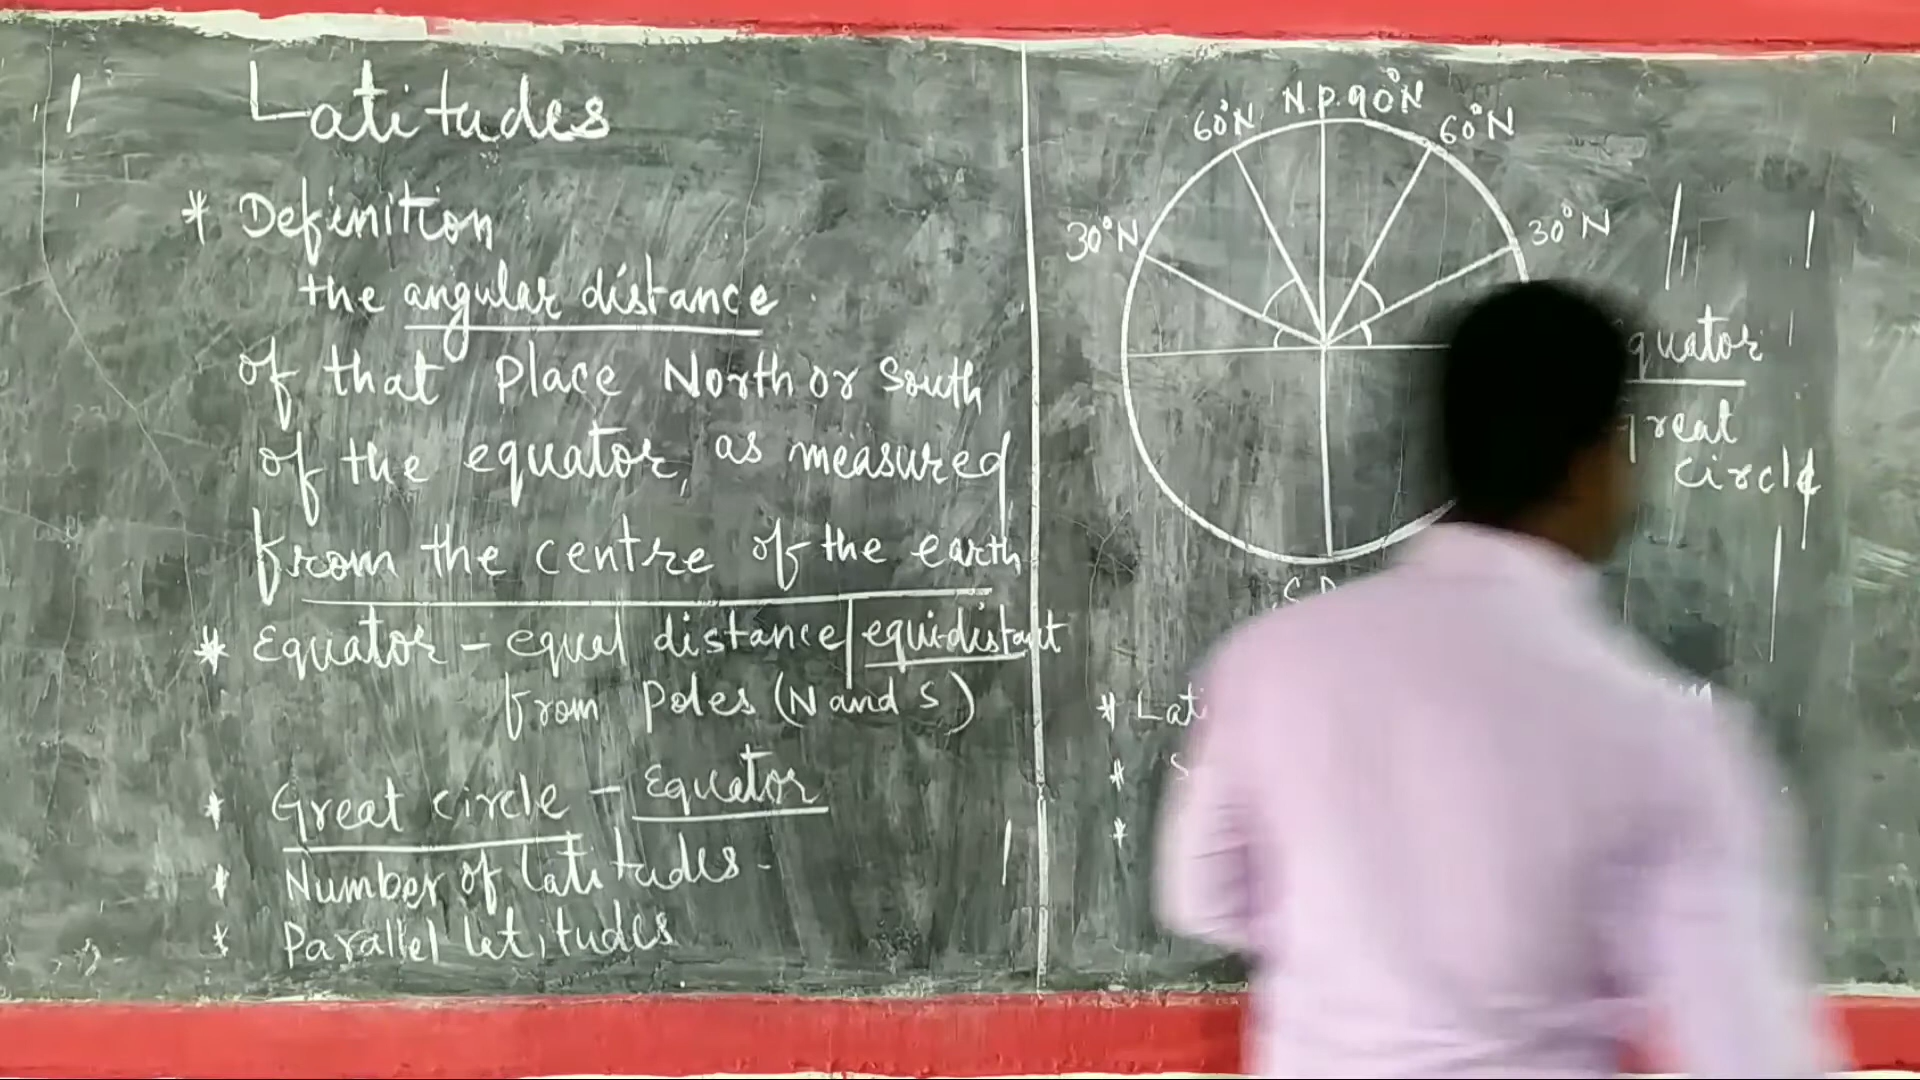 Latitudes
* Definition
the angular distance
of that place North or South
of the equator, as measured
from the centre of the earth
* Equator - equal distance/equi-distant
from poles (N and S)
* Great circle - Equator
* Number of latitudes -
* Parallel latitudes
N.P. 90°N
60°N 60°N
30°N 30°N
quator
reat
circle
*
*
*